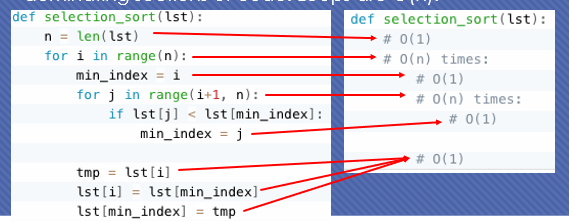 def selection_sort(lst):
    n = len(lst)
    for i in range(n):
        min_index = i
        for j in range(i+1, n):
            if lst[j] < lst[min_index]:
                min_index = j
        tmp = lst[i]
        lst[i] = lst[min_index]
        lst[min_index] = tmp
def selection_sort(lst):
    # O(1)
    # O(n) times:
        # O(1)
        # O(n) times:
            # O(1)
        # O(1)